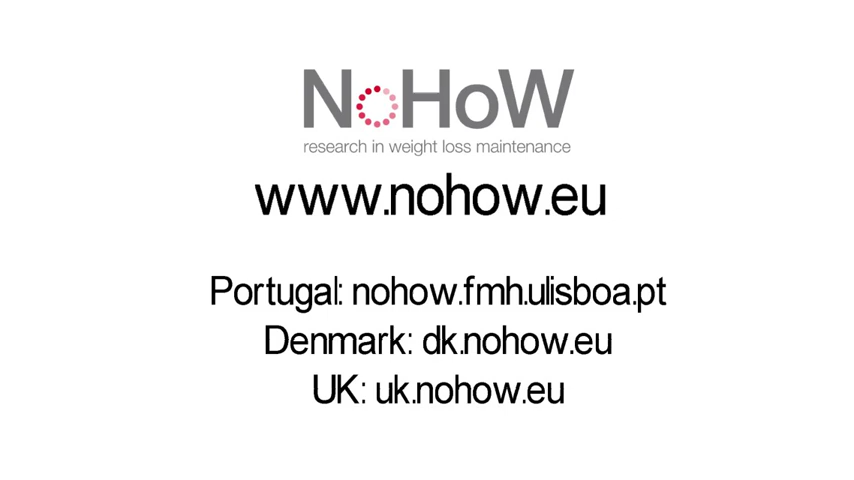 NoHoW
research in weight loss maintenance
www.nohow.eu
Portugal: nohow.fmh.ulisboa.pt
Denmark: dk.nohow.eu
UK: uk.nohow.eu